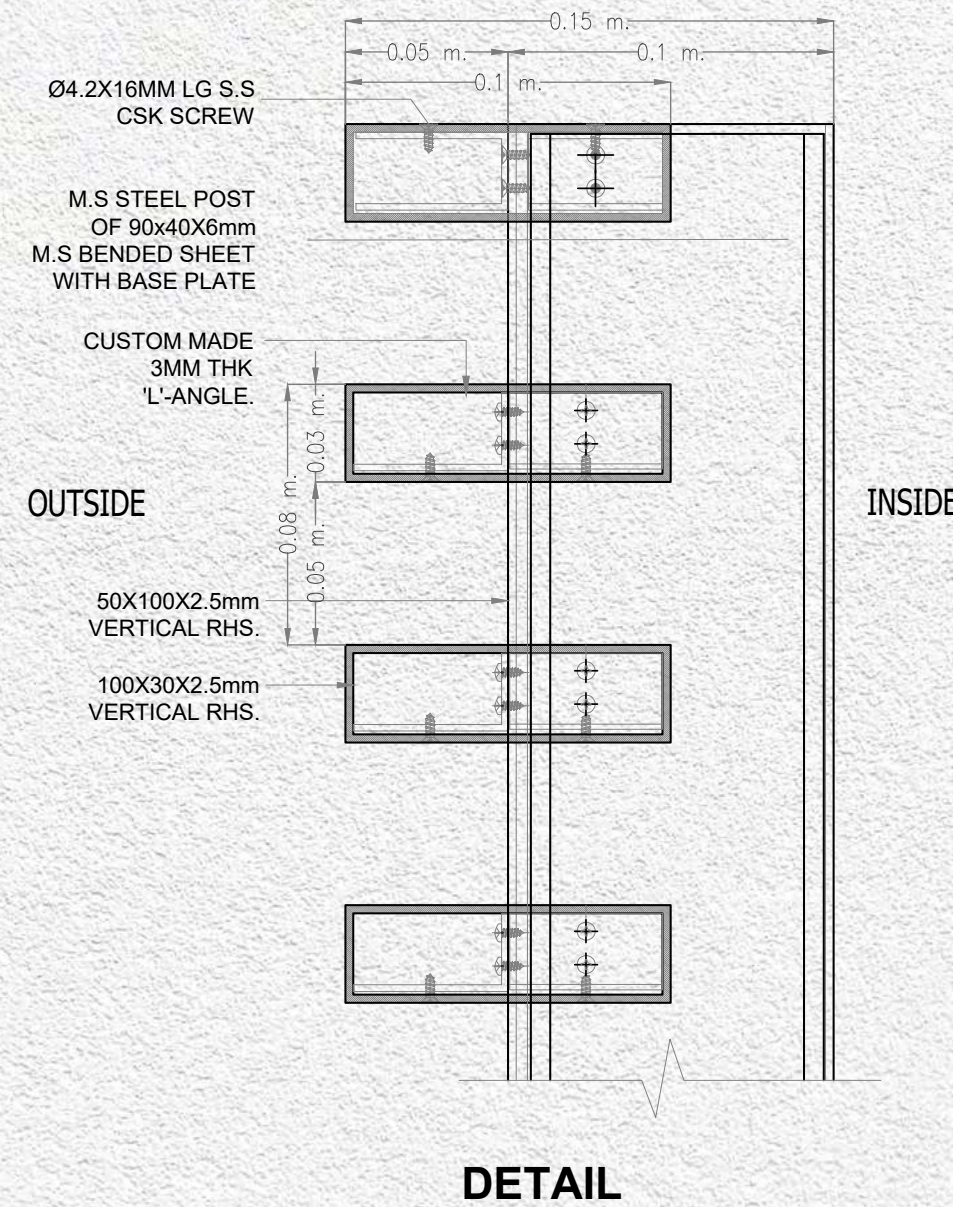 0.15 m.
0.05 m.
0.1 m.
0.1 m.
Ø4.2X16MM LG S.S
CSK SCREW
M.S STEEL POST
OF 90x40X6mm
M.S BENDED SHEET
WITH BASE PLATE
CUSTOM MADE
3MM THK
'L'-ANGLE.
0.03 m.
0.08 m.
0.05 m.
OUTSIDE
INSIDE
50X100X2.5mm
VERTICAL RHS.
100X30X2.5mm
VERTICAL RHS.
DETAIL